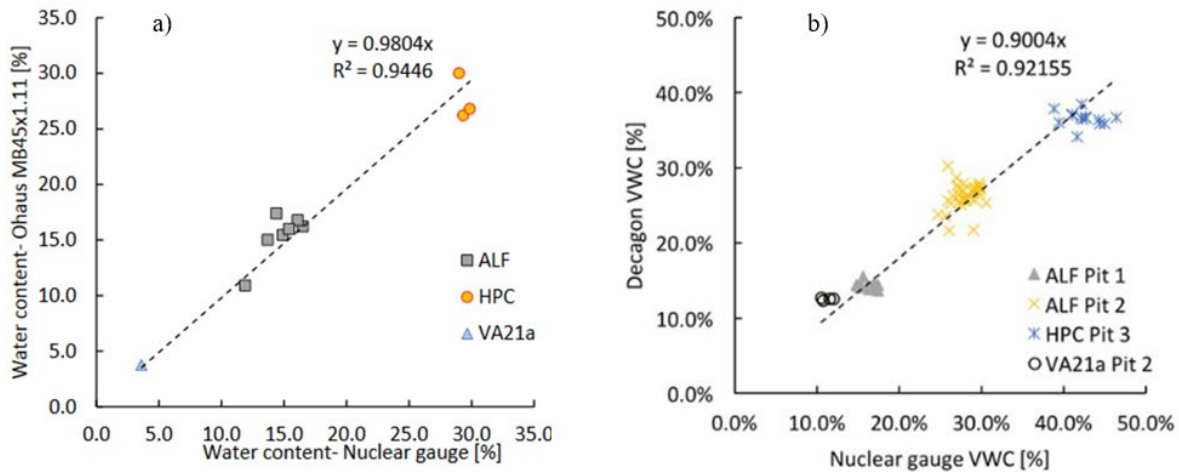 a)
y = 0.9804x
R² = 0.9446
Water content- Ohaus MB45x1.11 [%]
35.0
30.0
25.0
20.0
15.0
10.0
5.0
0.0
ALF
HPC
VA21a
0.0 5.0 10.0 15.0 20.0 25.0 30.0 35.0
Water content- Nuclear gauge [%]
b)
y = 0.9004x
R² = 0.92155
Decagon VWC [%]
50.0%
40.0%
30.0%
20.0%
10.0%
0.0%
ALF Pit 1
ALF Pit 2
HPC Pit 3
VA21a Pit 2
0.0% 10.0% 20.0% 30.0% 40.0% 50.0%
Nuclear gauge VWC [%]